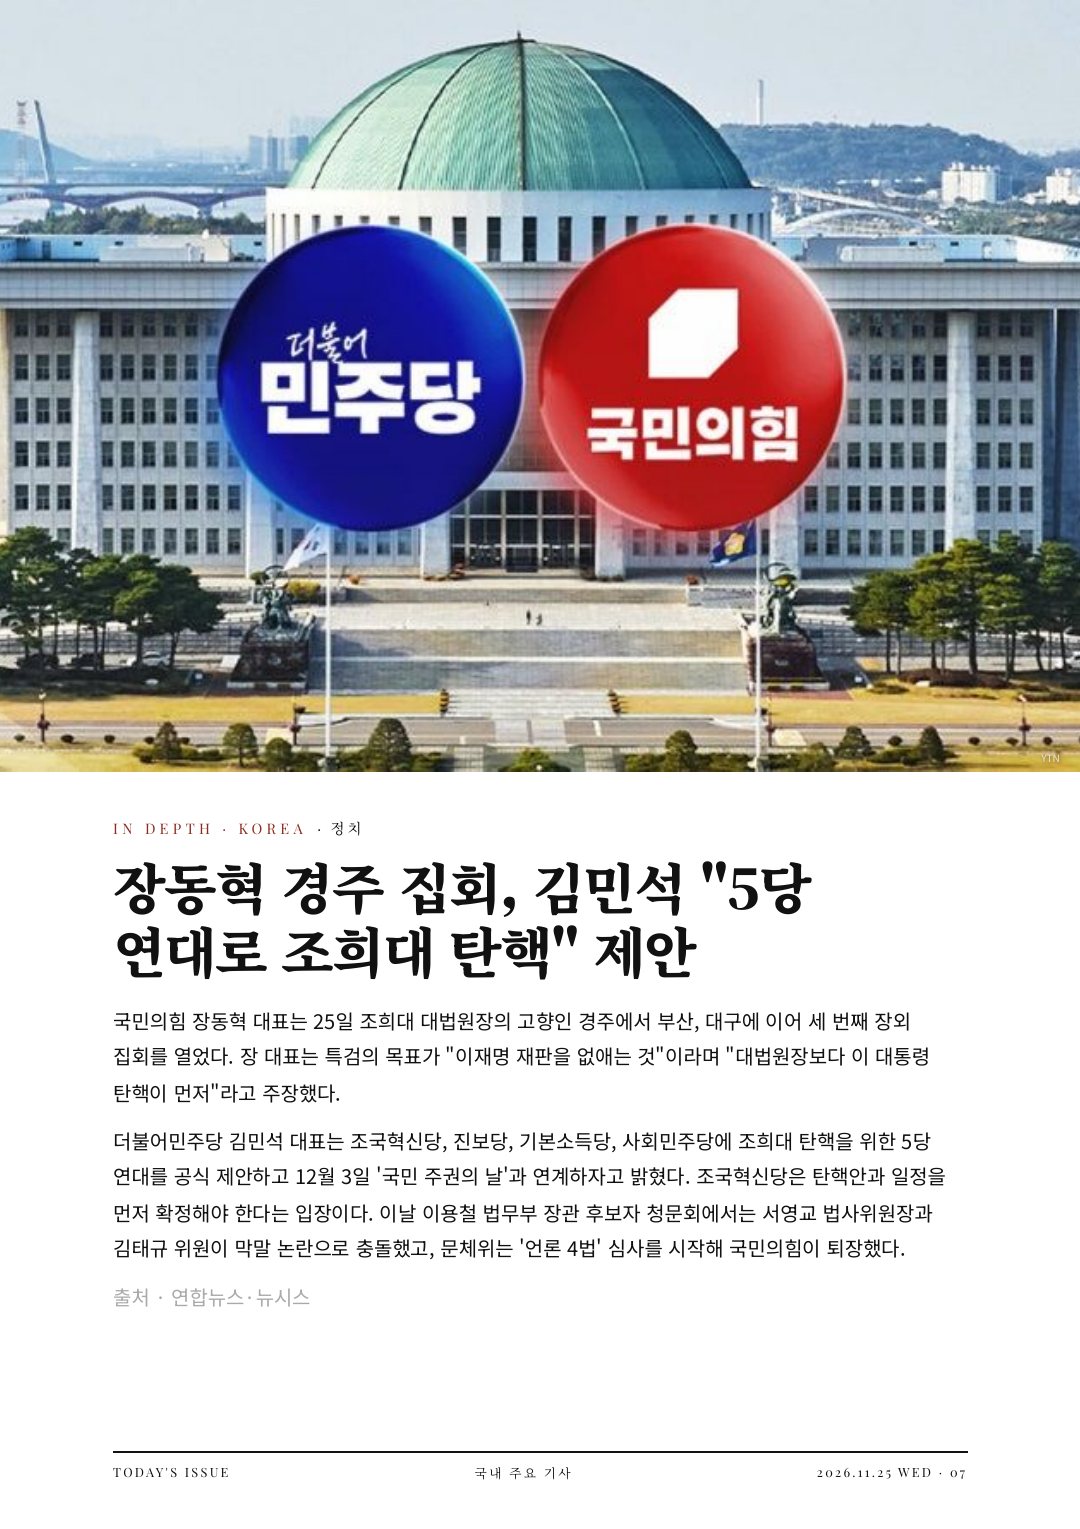 더불어
민주당
국민의힘
YTN
IN DEPTH · KOREA · 정치
장동혁 경주 집회, 김민석 "5당
연대로 조희대 탄핵" 제안
국민의힘 장동혁 대표는 25일 조희대 대법원장의 고향인 경주에서 부산, 대구에 이어 세 번째 장외
집회를 열었다. 장 대표는 특검의 목표가 "이재명 재판을 없애는 것"이라며 "대법원장보다 이 대통령
탄핵이 먼저"라고 주장했다.
더불어민주당 김민석 대표는 조국혁신당, 진보당, 기본소득당, 사회민주당에 조희대 탄핵을 위한 5당
연대를 공식 제안하고 12월 3일 '국민 주권의 날'과 연계하자고 밝혔다. 조국혁신당은 탄핵안과 일정을
먼저 확정해야 한다는 입장이다. 이날 이용철 법무부 장관 후보자 청문회에서는 서영교 법사위원장과
김태규 위원이 막말 논란으로 충돌했고, 문체위는 '언론 4법' 심사를 시작해 국민의힘이 퇴장했다.
출처 · 연합뉴스·뉴시스
TODAY'S ISSUE
국내 주요 기사
2026.11.25 WED · 07